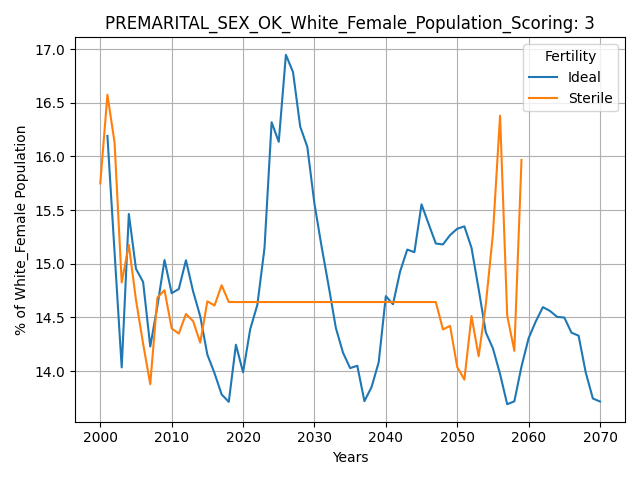 PREMARITAL_SEX_OK_White_Female_Population_Scoring: 3
% of White_Female Population
17.0
16.5
16.0
15.5
15.0
14.5
14.0
Fertility
Ideal
Sterile
2000 2010 2020 2030 2040 2050 2060 2070
Years